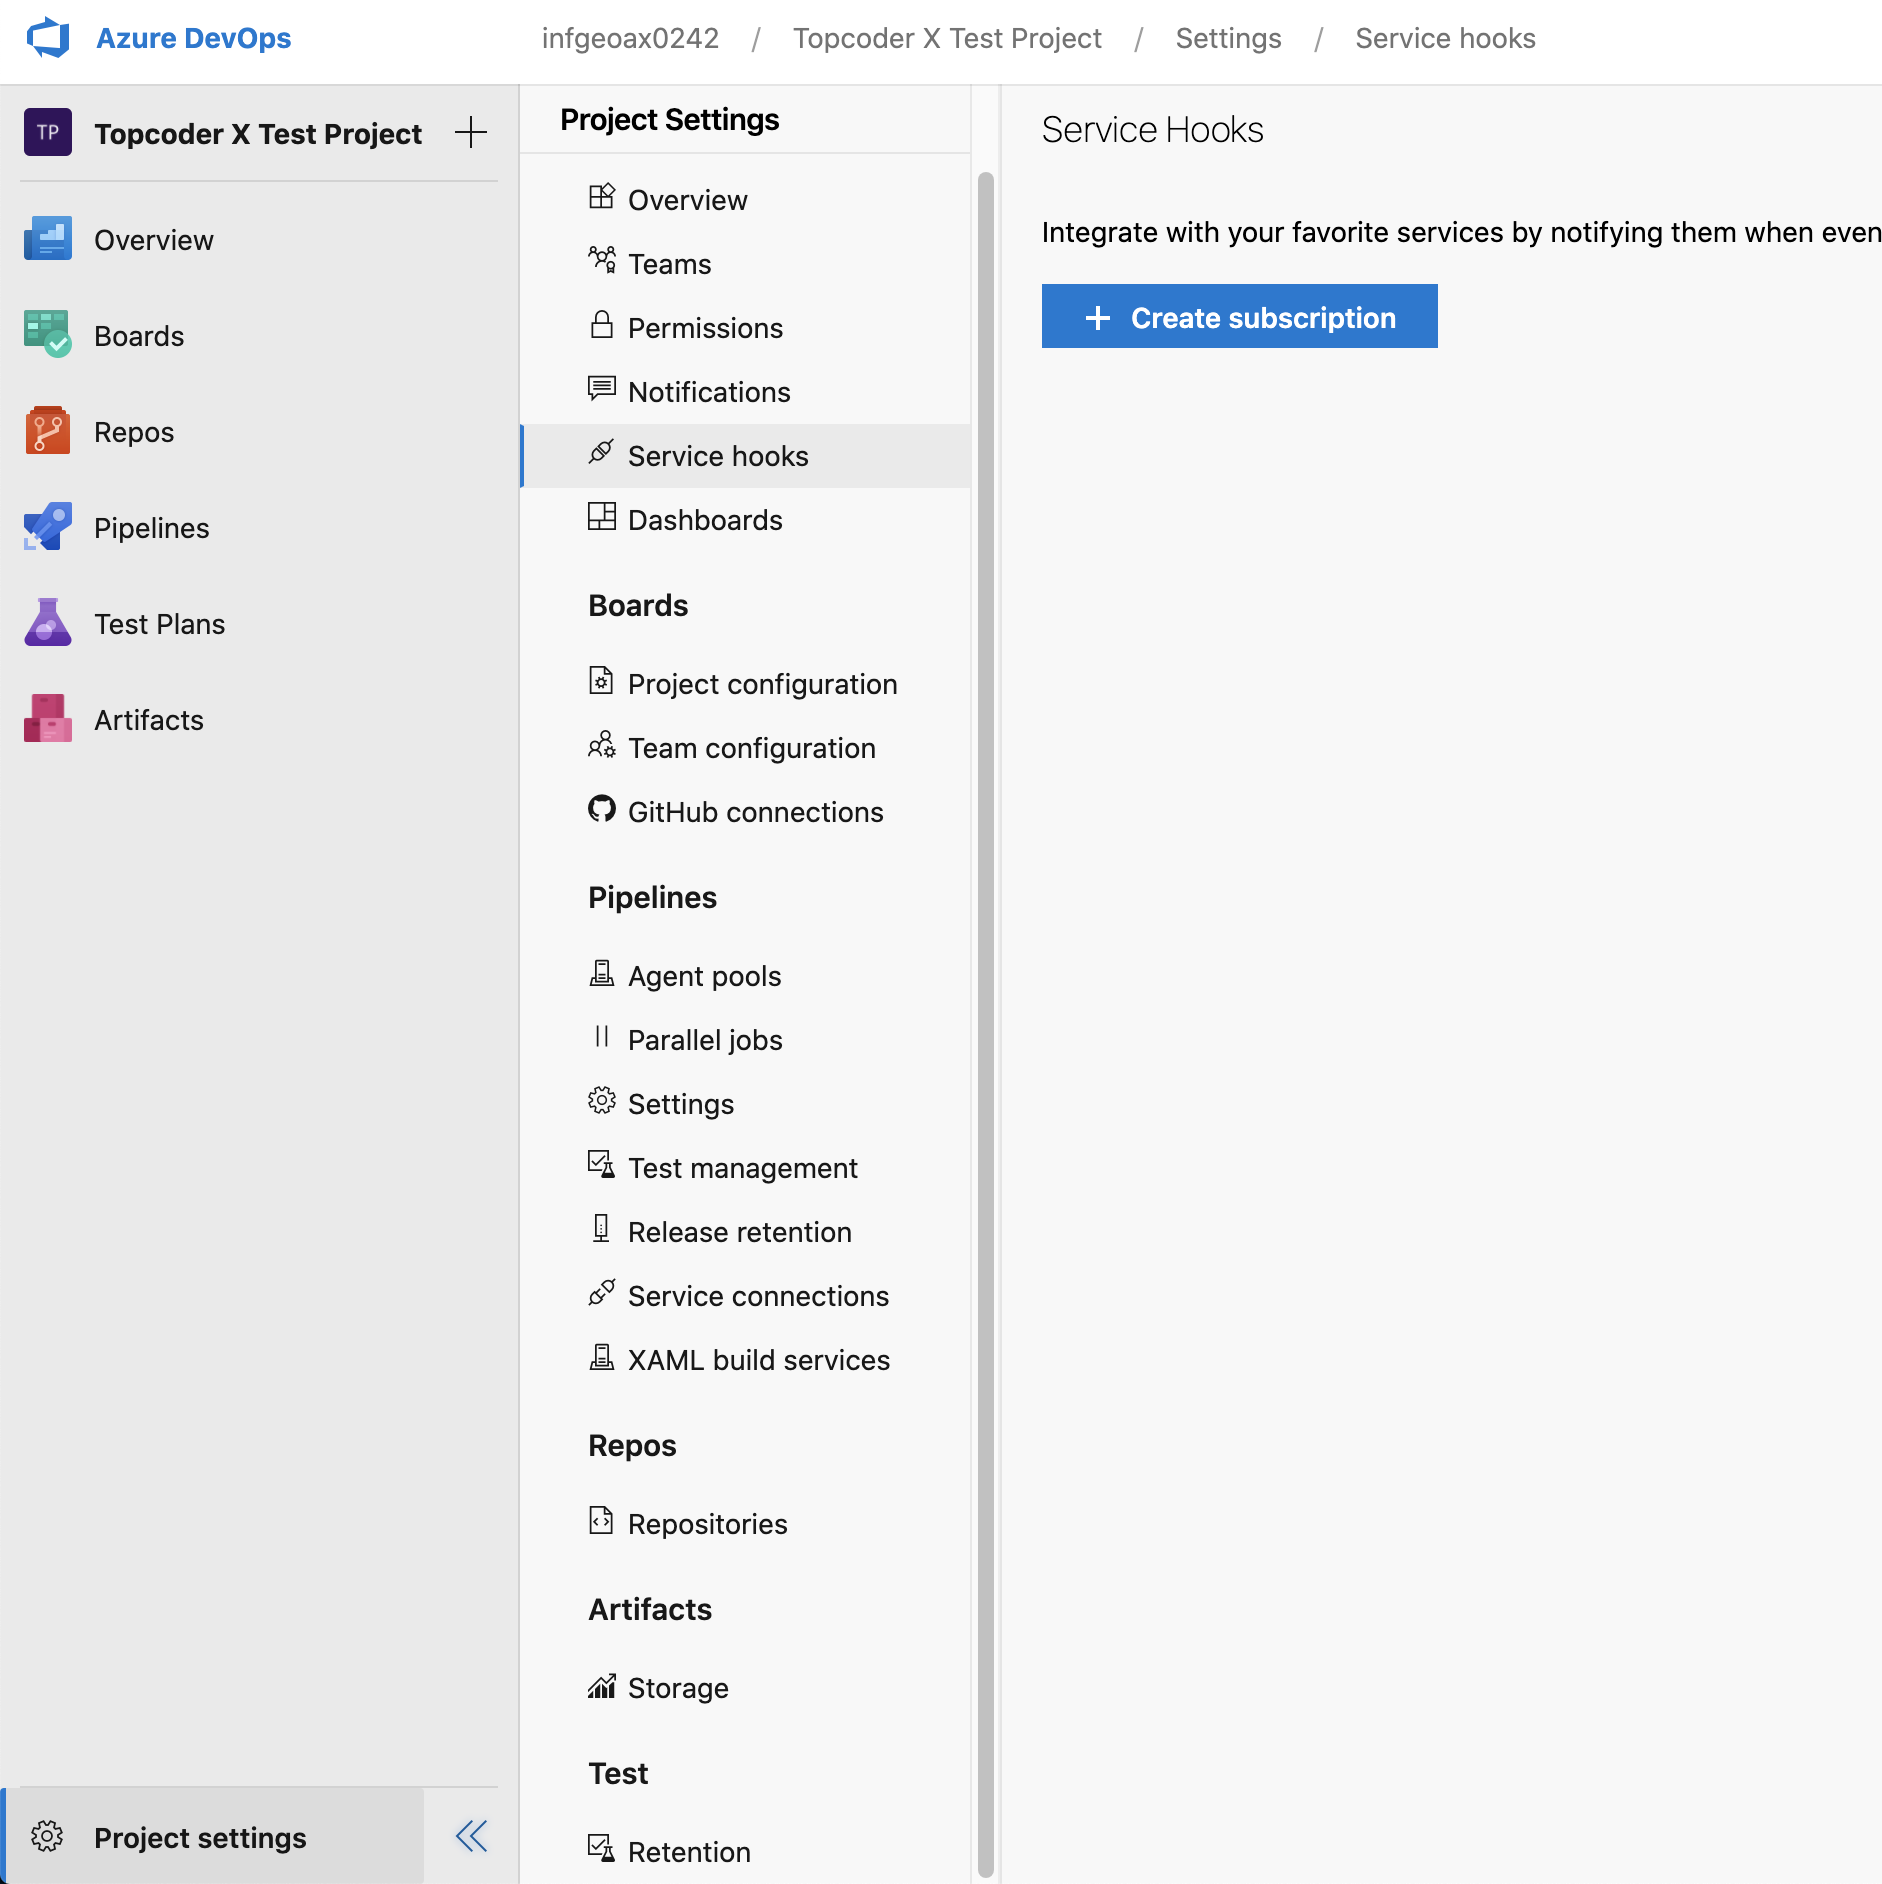 Azure DevOps
infgeoax0242 / Topcoder X Test Project / Settings / Service hooks
TP Topcoder X Test Project
Overview
Boards
Repos
Pipelines
Test Plans
Artifacts
Project settings
Project Settings
Overview
Teams
Permissions
Notifications
Service hooks
Dashboards
Boards
Project configuration
Team configuration
GitHub connections
Pipelines
Agent pools
Parallel jobs
Settings
Test management
Release retention
Service connections
XAML build services
Repos
Repositories
Artifacts
Storage
Test
Retention
Service Hooks
Integrate with your favorite services by notifying them when even
Create subscription